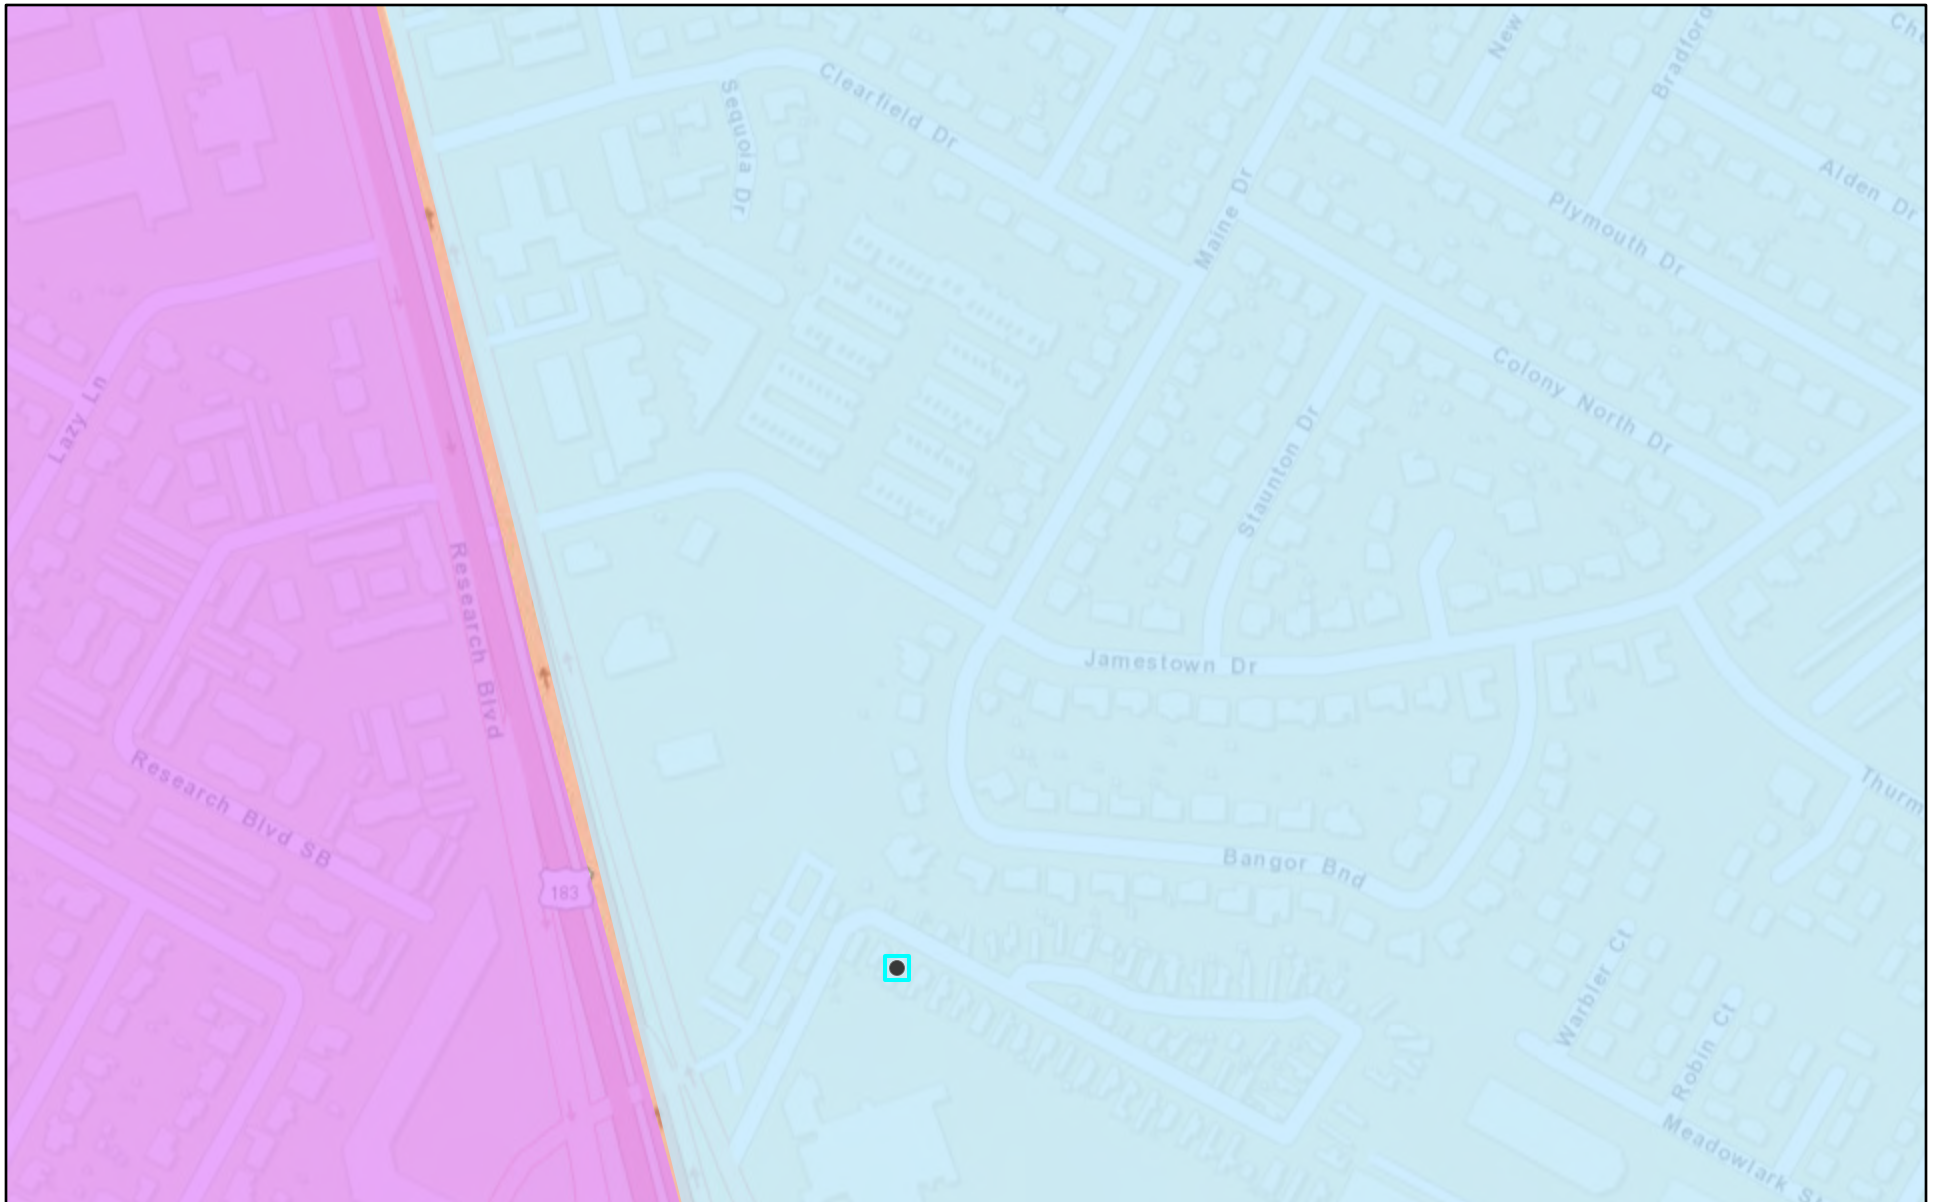 New
Bradford
Clearfield Dr
Sequoia Dr
Alden Dr
Maine Dr
Plymouth Dr
Lazy Ln
Colony North Dr
Staunton Dr
Research Blvd
Jamestown Dr
Research Blvd SB
Thurm
Bangor Bnd
183
Warbler Ct
Robin Ct
Meadowlark St